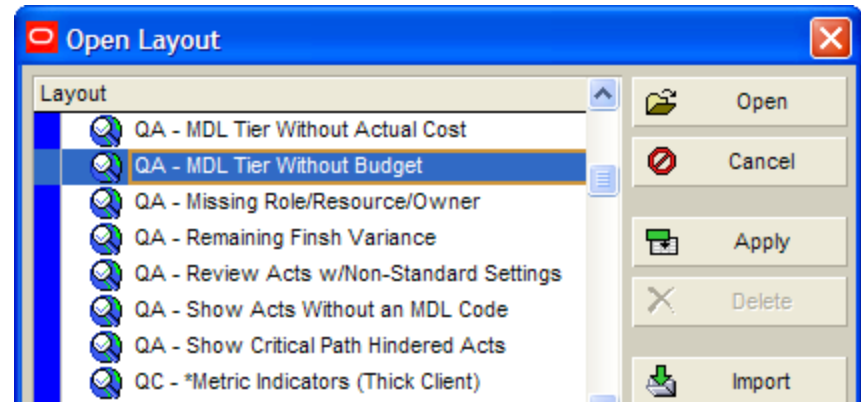 Open Layout
Layout
QA - MDL Tier Without Actual Cost
QA - MDL Tier Without Budget
QA - Missing Role/Resource/Owner
QA - Remaining Finsh Variance
QA - Review Acts w/Non-Standard Settings
QA - Show Acts Without an MDL Code
QA - Show Critical Path Hindered Acts
QC - *Metric Indicators (Thick Client)
Open
Cancel
Apply
Delete
Import